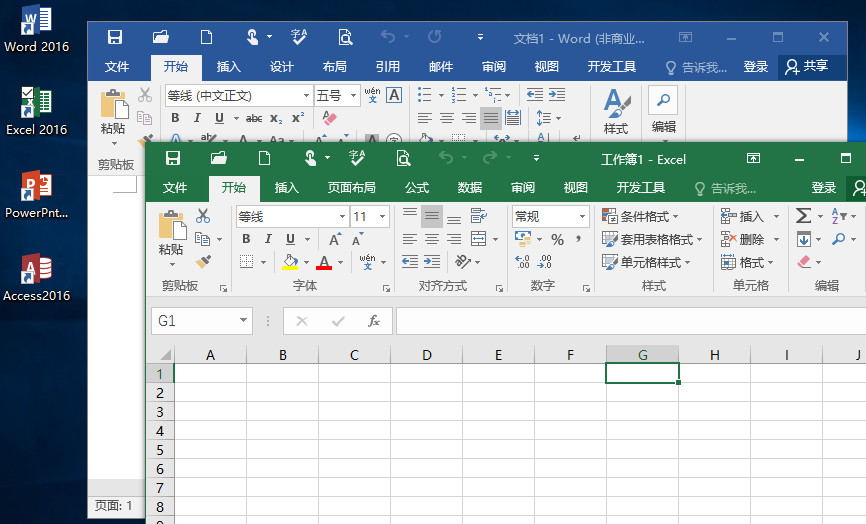 Word 2016
Excel 2016
PowerPnt...
Access2016
文档1 - Word (非商业...
文件 开始 插入 设计 布局 引用 邮件 审阅 视图 开发工具 告诉我... 登录 共享
等线 (中文正文) 五号 wén 文 A
B I U abc x₂ x²
粘贴 样式 编辑
剪贴板
页面: 1
工作簿1 - Excel
文件 开始 插入 页面布局 公式 数据 审阅 视图 开发工具 告诉我... 登录
等线 11 常规 条件格式 插入
粘贴 B I U A A % , 套用表格格式 删除
A wén 文 .00 单元格样式 格式
剪贴板 字体 对齐方式 数字 样式 单元格 编辑
G1 fx
A B C D E F G H I J
1
2
3
4
5
6
7
8